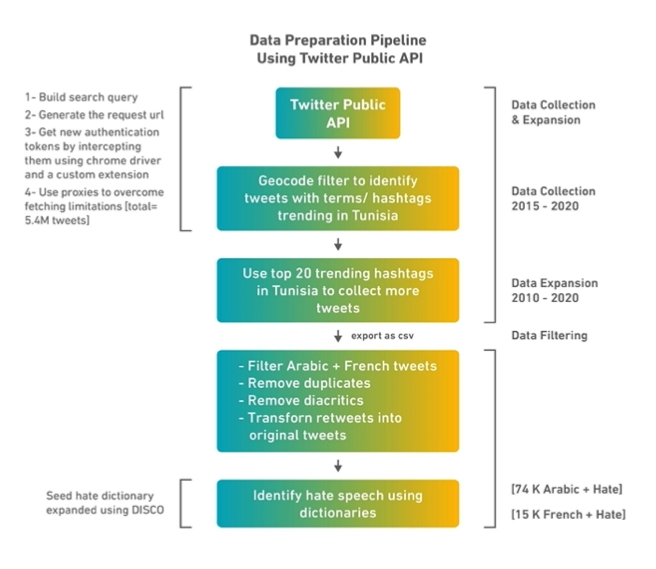 Data Preparation Pipeline
Using Twitter Public API
1- Build search query
2- Generate the request url
3- Get new authentication
tokens by intercepting
them using chrome driver
and a custom extension
4- Use proxies to overcome
fetching limitations [total=
5.4M tweets]
Twitter Public
API
Data Collection
& Expansion
Geocode filter to identify
tweets with terms/ hashtags
trending in Tunisia
Data Collection
2015 - 2020
Use top 20 trending hashtags
in Tunisia to collect more
tweets
Data Expansion
2010 - 2020
export as csv
Data Filtering
- Filter Arabic + French tweets
- Remove duplicates
- Remove diacritics
- Transforn retweets into
original tweets
Seed hate dictionary
expanded using DISCO
Identify hate speech using
dictionaries
[74 K Arabic + Hate]
[15 K French + Hate]